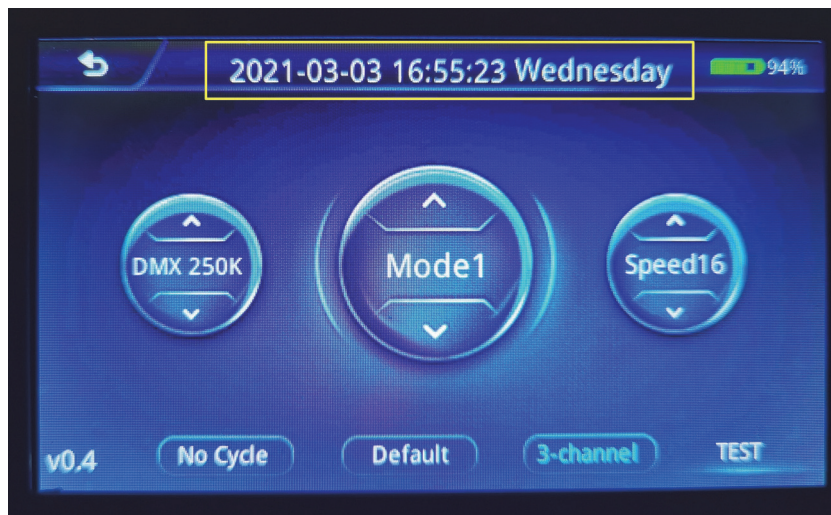 2021-03-03 16:55:23 Wednesday
94%
DMX 250K
Mode1
Speed16
v0.4
No Cycle
Default
3-channel
TEST